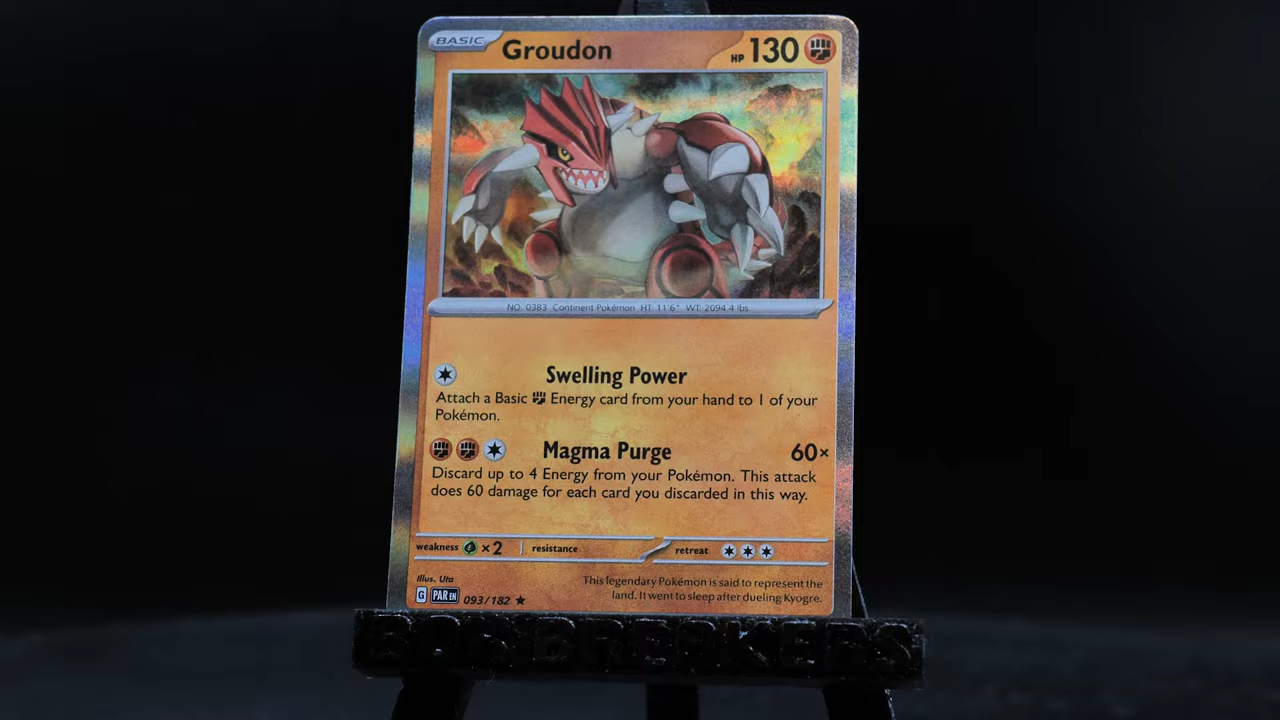 BASIC Groudon HP 130
NO. 0383 Continent Pokémon HT: 11'6" WT: 2094.4 lbs.
Swelling Power
Attach a Basic Energy card from your hand to 1 of your
Pokémon.
Magma Purge 60×
Discard up to 4 Energy from your Pokémon. This attack
does 60 damage for each card you discarded in this way.
weakness ×2 resistance retreat
Illus. Uta
This legendary Pokémon is said to represent the
land. It went to sleep after dueling Kyogre.
G PAR EN 093/182
BOS BREAKERS